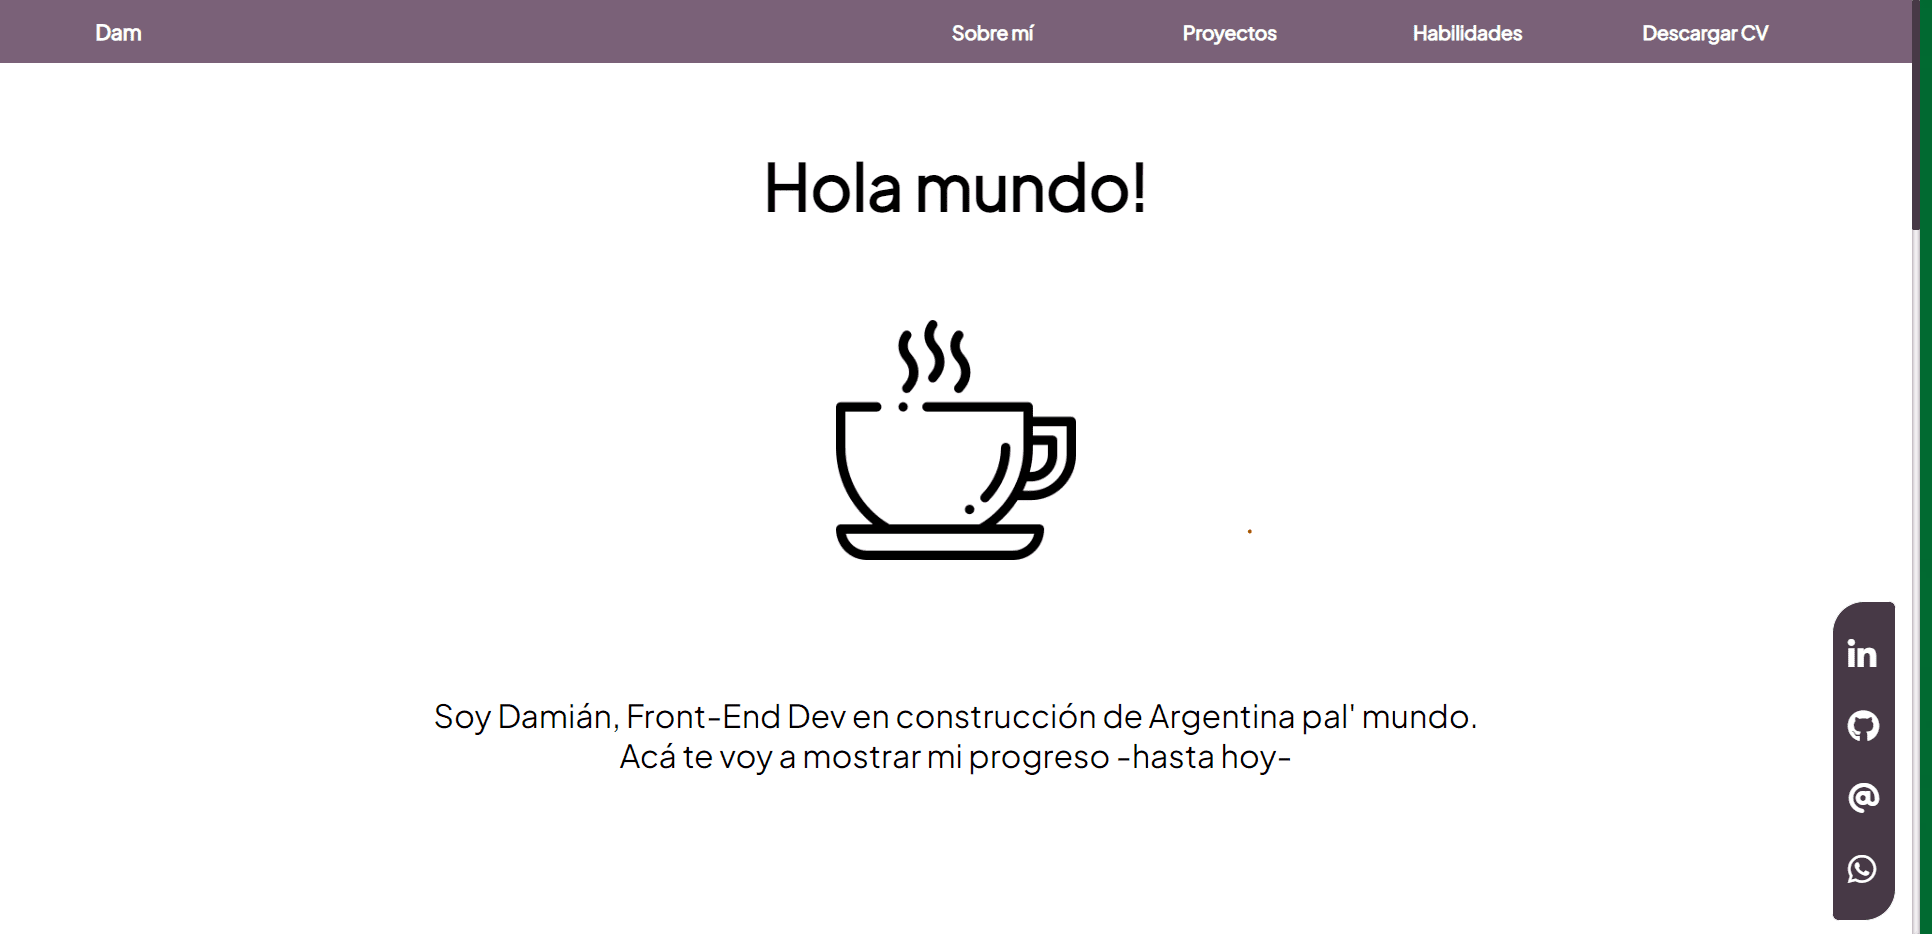 Dam
Sobre mí
Proyectos
Habilidades
Descargar CV
Hola mundo!
Soy Damián, Front-End Dev en construcción de Argentina pal' mundo.
Acá te voy a mostrar mi progreso -hasta hoy-
in
@